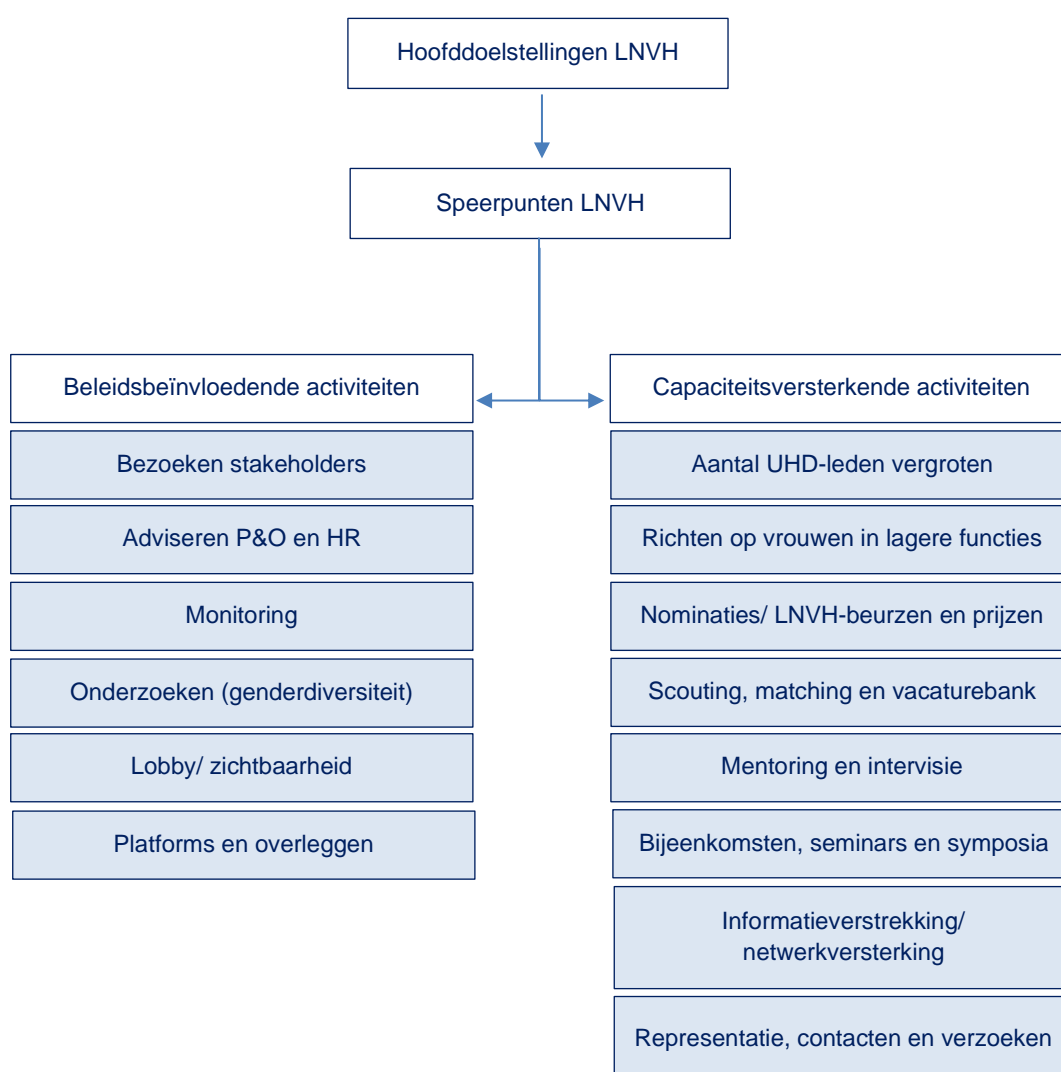 Hoofddoelstellingen LNVH
Speerpunten LNVH
Beleidsbeïnvloedende activiteiten
Bezoeken stakeholders
Adviseren P&O en HR
Monitoring
Onderzoeken (genderdiversiteit)
Lobby/ zichtbaarheid
Platforms en overleggen
Capaciteitsversterkende activiteiten
Aantal UHD-leden vergroten
Richten op vrouwen in lagere functies
Nominaties/ LNVH-beurzen en prijzen
Scouting, matching en vacaturebank
Mentoring en intervisie
Bijeenkomsten, seminars en symposia
Informatieverstrekking/
netwerkversterking
Representatie, contacten en verzoeken